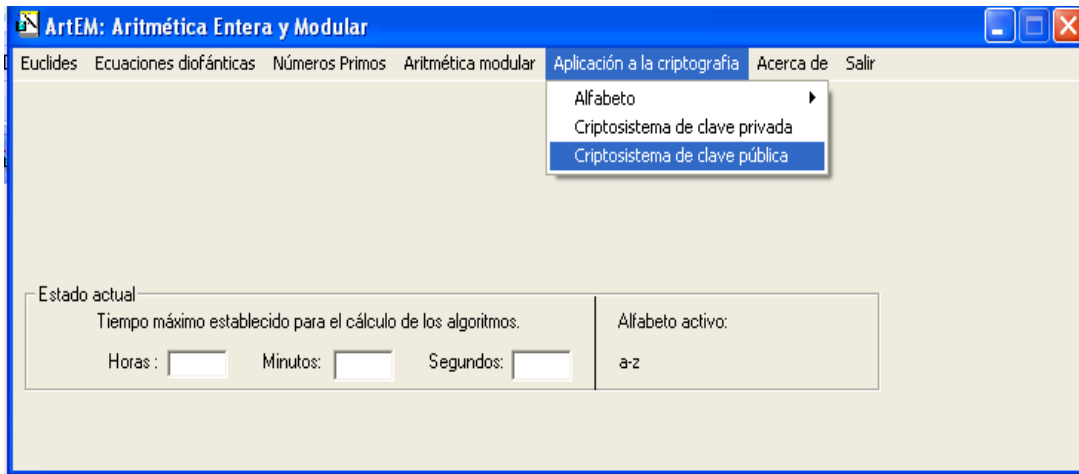 ArtEM: Aritmética Entera y Modular
Euclides Ecuaciones diofánticas Números Primos Aritmética modular Aplicación a la criptografia Acerca de Salir
Alfabeto
Criptosistema de clave privada
Criptosistema de clave pública
Estado actual
Tiempo máximo establecido para el cálculo de los algoritmos.
Horas : Minutos: Segundos:
Alfabeto activo:
a-z